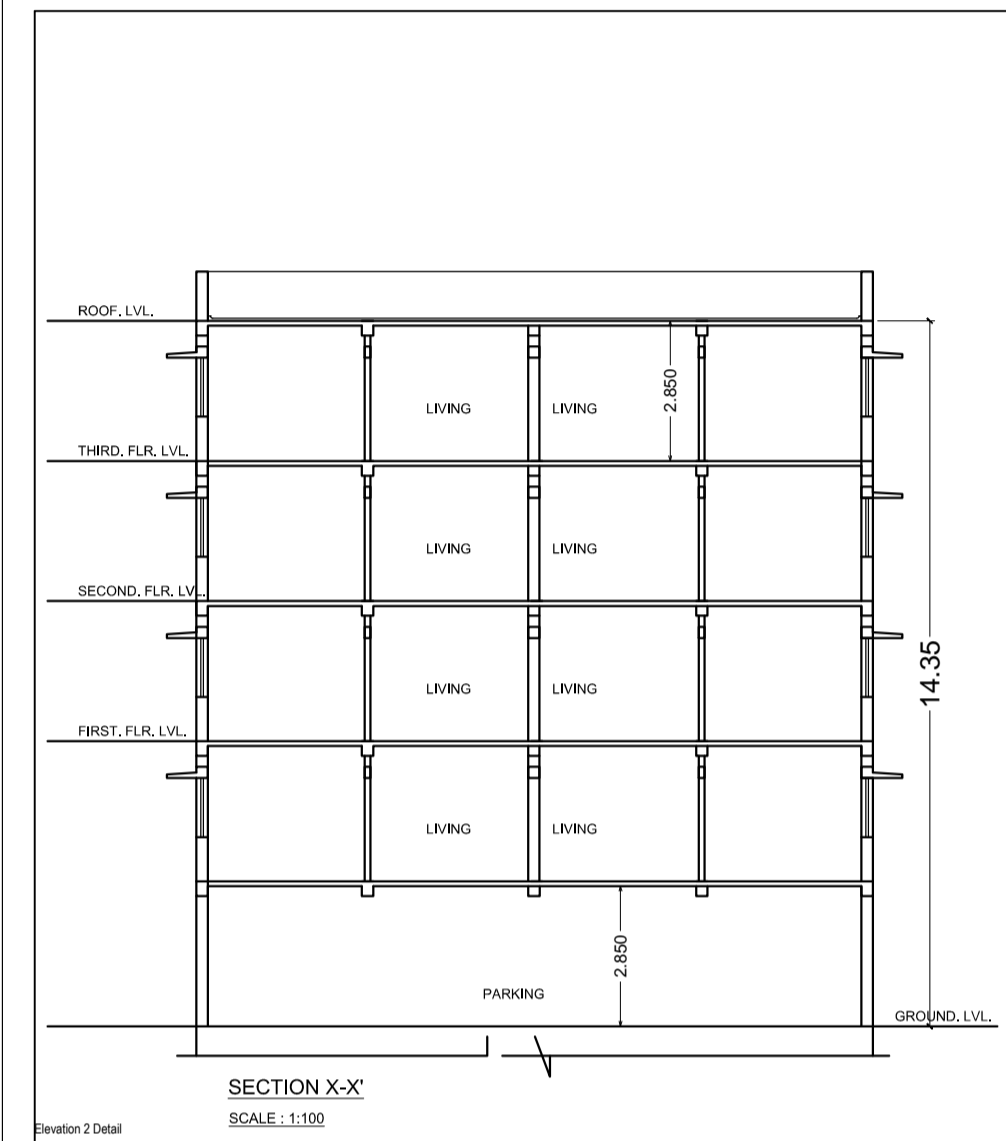 ROOF. LVL.
2.850
LIVING LIVING
THIRD. FLR. LVL.
LIVING LIVING
SECOND. FLR. LVL.
14.35
LIVING LIVING
FIRST. FLR. LVL.
LIVING LIVING
2.850
PARKING
GROUND. LVL.
SECTION X-X'
SCALE : 1:100
Elevation 2 Detail